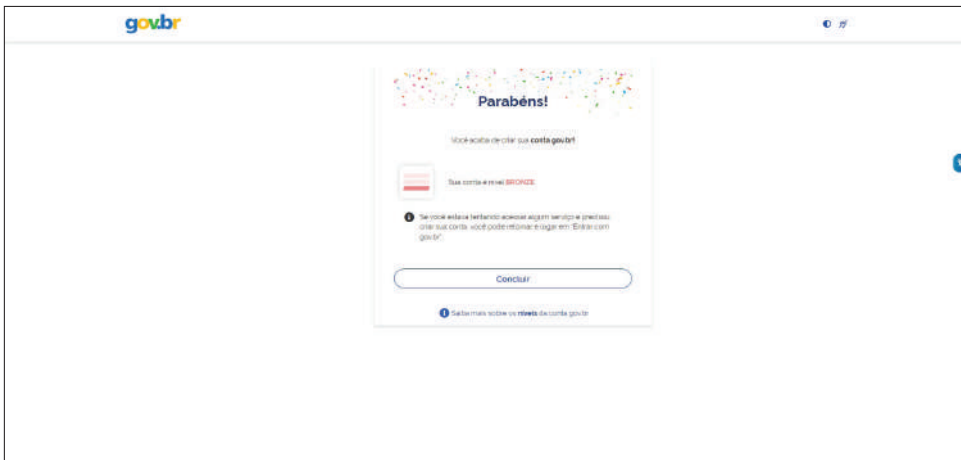 gov.br
Parabéns!
Você acaba de criar sua conta gov.br!
Sua conta é nível BRONZE
Se você estava tentando acessar algum serviço e precisou
criar sua conta, você pode retornar e logar em "Entrar com
gov.br".
Concluir
Saiba mais sobre os níveis da conta gov.br